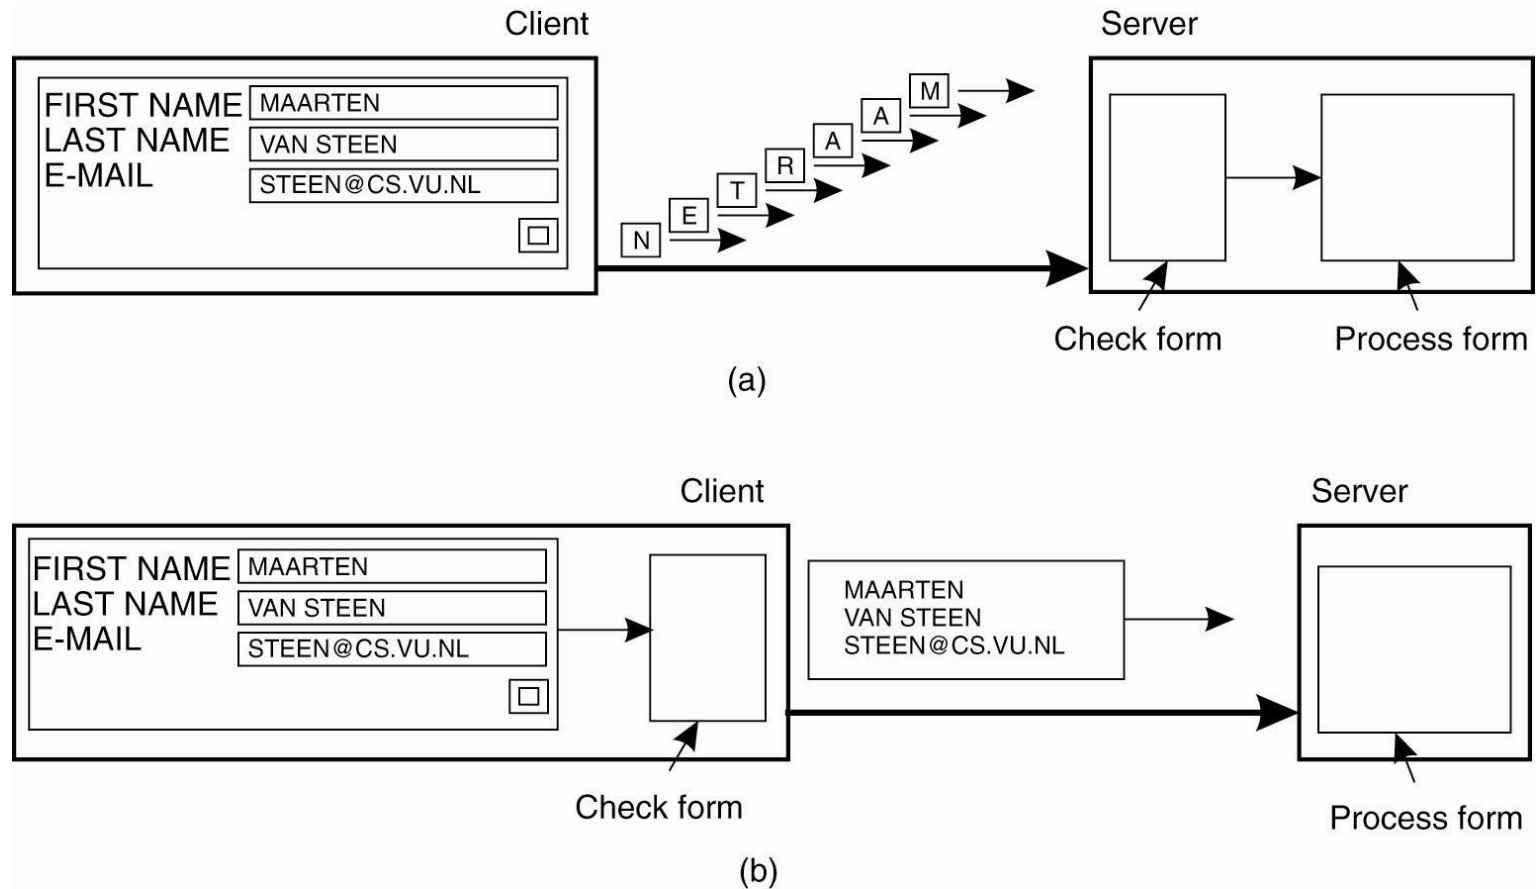 Client
Server
FIRST NAME MAARTEN
LAST NAME VAN STEEN
E-MAIL STEEN@CS.VU.NL
M
A
A
R
T
E
N
Check form
Process form
(a)
Client
Server
FIRST NAME MAARTEN
LAST NAME VAN STEEN
E-MAIL STEEN@CS.VU.NL
MAARTEN
VAN STEEN
STEEN@CS.VU.NL
Check form
Process form
(b)